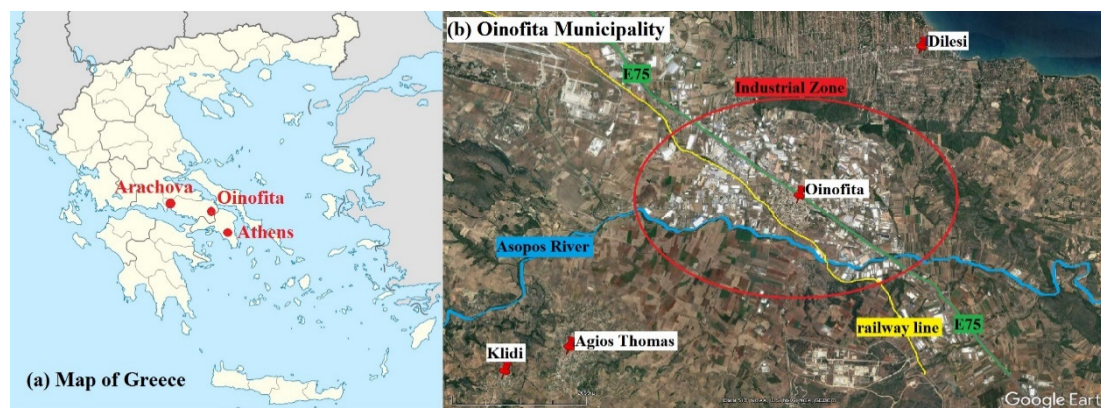 (b) Oinofita Municipality
Dilesi
E75
Industrial Zone
Arachova
Oinofita
Athens
Oinofita
Asopos River
Agios Thomas
Klidi
railway line
E75
(a) Map of Greece
Google Eart